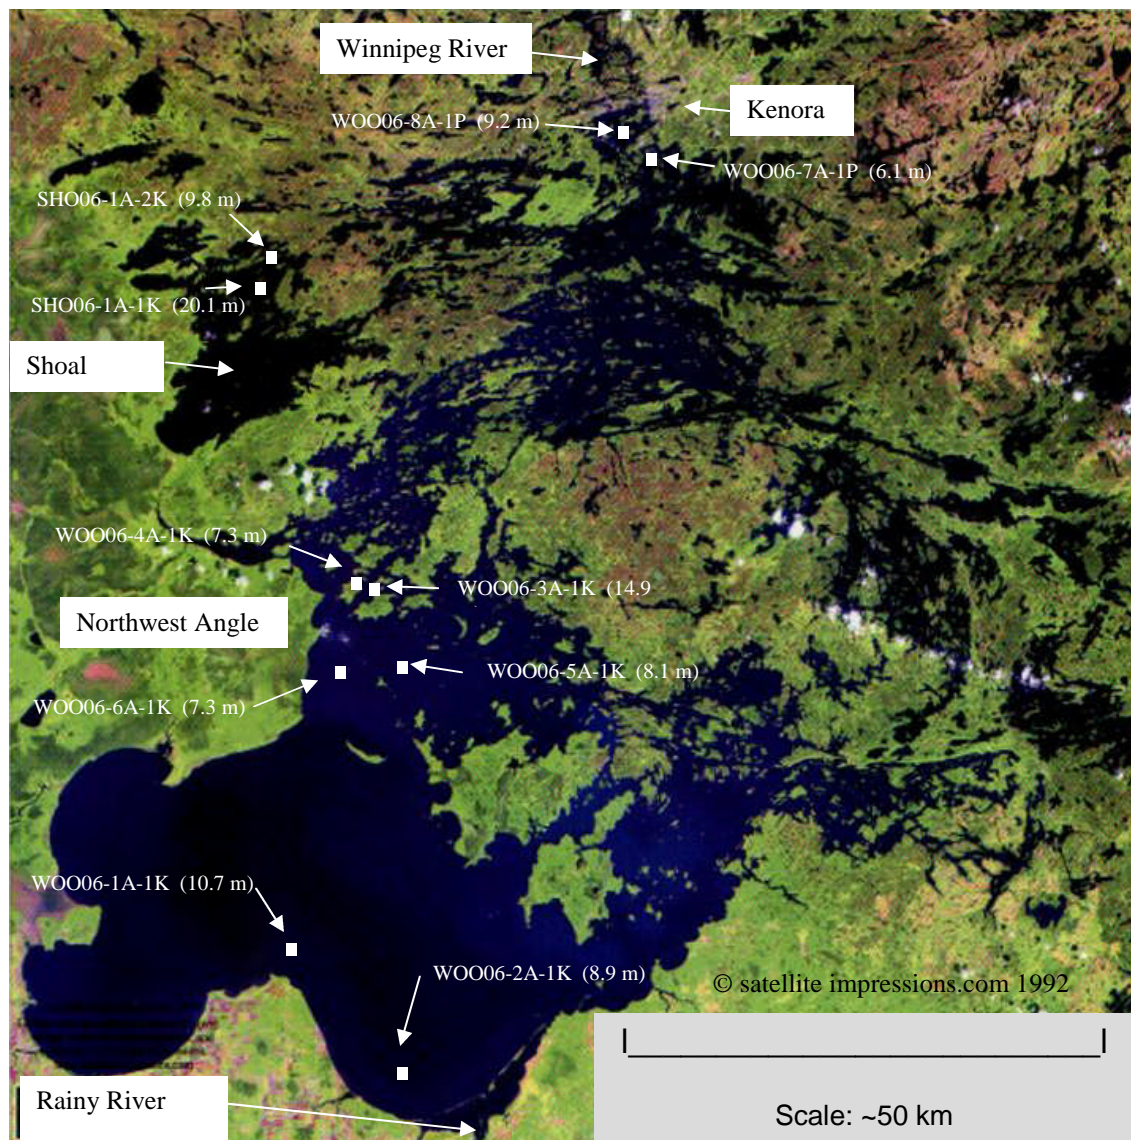 Winnipeg River
Kenora
WOO06-8A-1P (9.2 m)
WOO06-7A-1P (6.1 m)
SHO06-1A-2K (9.8 m)
SHO06-1A-1K (20.1 m)
Shoal
WOO06-4A-1K (7.3 m)
WOO06-3A-1K (14.9
Northwest Angle
WOO06-5A-1K (8.1 m)
WOO06-6A-1K (7.3 m)
WOO06-1A-1K (10.7 m)
WOO06-2A-1K (8.9 m)
© satellite impressions.com 1992
Rainy River
Scale: ~50 km